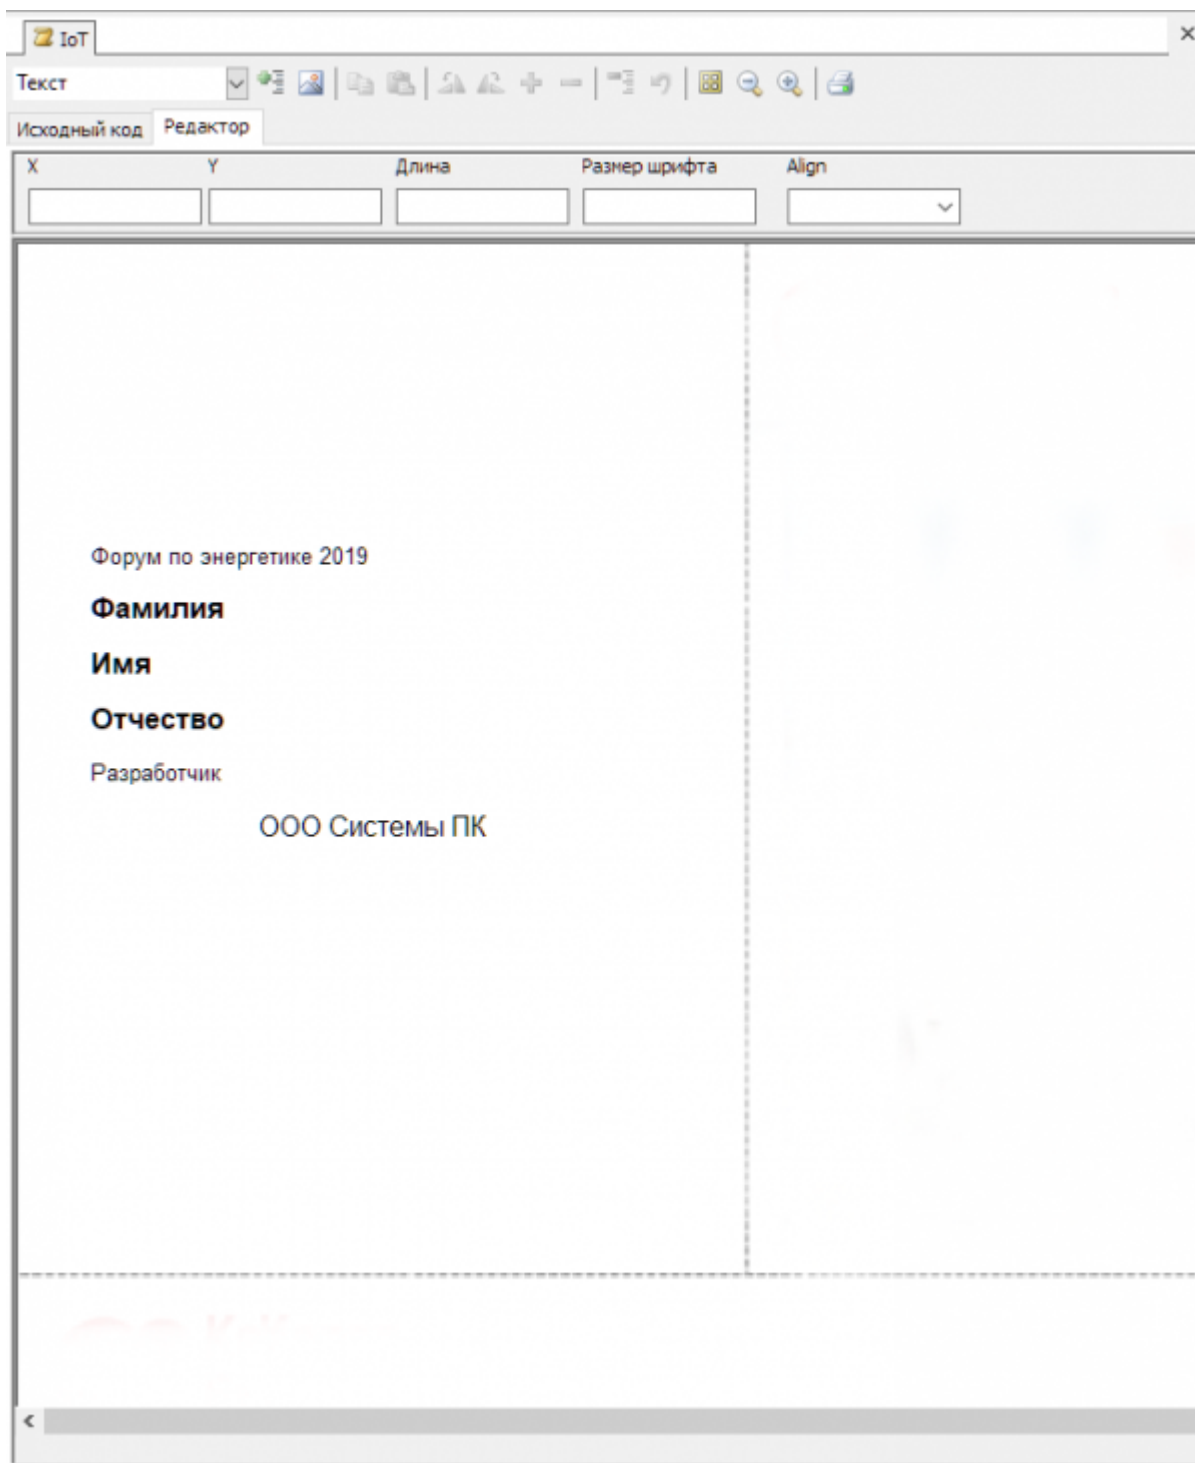 IoT
Текст
Исходный код Редактор
X Y Длина Размер шрифта Align
Форум по энергетике 2019
Фамилия
Имя
Отчество
Разработчик
ООО Системы ПК